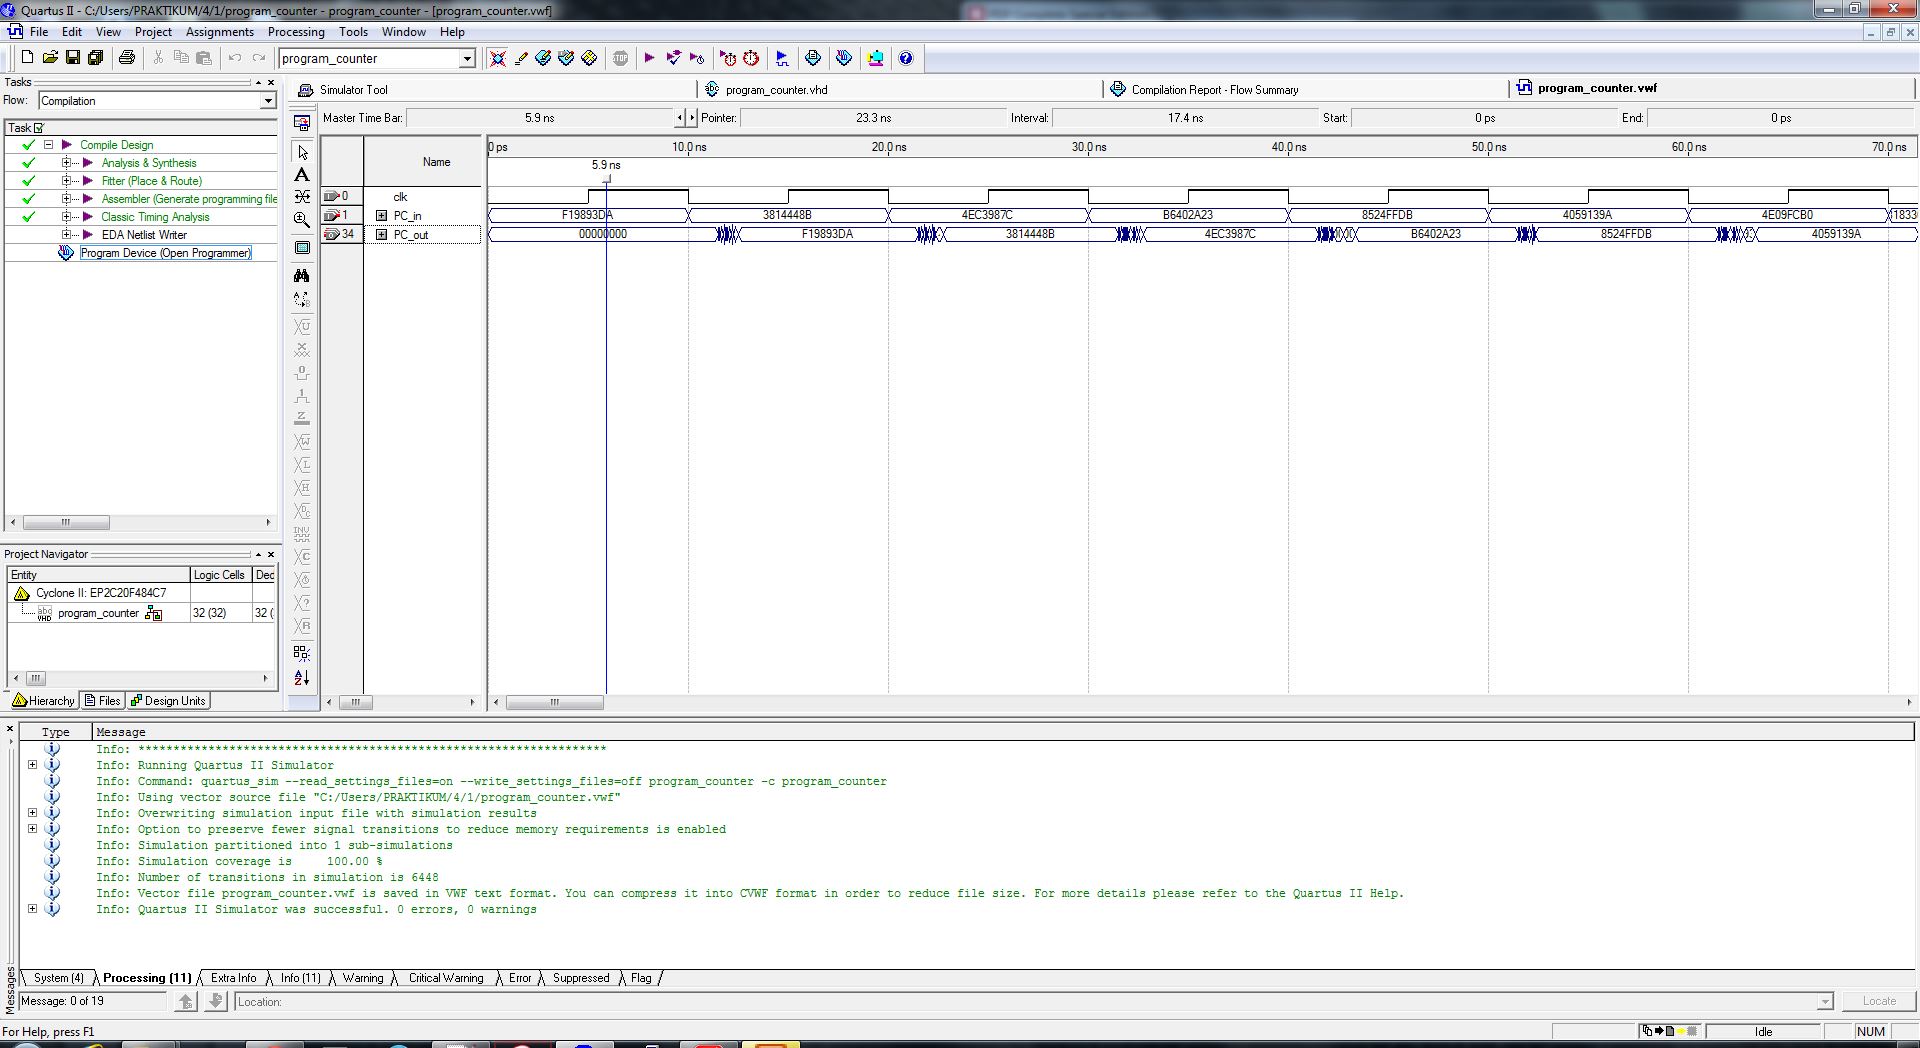 Quartus II - C:/Users/PRAKTIKUM/4/1/program_counter - program_counter - [program_counter.vwf]
File Edit View Project Assignments Processing Tools Window Help
program_counter
STOP
Tasks
Flow: Compilation
Task
Compile Design
Analysis & Synthesis
Fitter (Place & Route)
Assembler (Generate programming file
Classic Timing Analysis
EDA Netlist Writer
Program Device (Open Programmer)
Simulator Tool
program_counter.vhd
Compilation Report - Flow Summary
program_counter.vwf
Master Time Bar: 5.9 ns Pointer: 23.3 ns Interval: 17.4 ns Start: 0 ps End: 0 ps
Name
0 ps 10.0 ns 20.0 ns 30.0 ns 40.0 ns 50.0 ns 60.0 ns 70.0 ns
5.9 ns
0 clk
1 PC_in F19893DA 3814448B 4EC3987C B6402A23 8524FFDB 4059139A 4E09FCB0 1833
34 PC_out 00000000 F19893DA 3814448B 4EC3987C B6402A23 8524FFDB 4059139A
Project Navigator
Entity Logic Cells Dec
Cyclone II: EP2C20F484C7
program_counter 32 (32) 32 (
Hierarchy Files Design Units
Type Message
Info: *******************************************************************
Info: Running Quartus II Simulator
Info: Command: quartus_sim --read_settings_files=on --write_settings_files=off program_counter -c program_counter
Info: Using vector source file "C:/Users/PRAKTIKUM/4/1/program_counter.vwf"
Info: Overwriting simulation input file with simulation results
Info: Option to preserve fewer signal transitions to reduce memory requirements is enabled
Info: Simulation partitioned into 1 sub-simulations
Info: Simulation coverage is 100.00 %
Info: Number of transitions in simulation is 6448
Info: Vector file program_counter.vwf is saved in VWF text format. You can compress it into CVWF format in order to reduce file size. For more details please refer to the Quartus II Help.
Info: Quartus II Simulator was successful. 0 errors, 0 warnings
System (4) Processing (11) Extra Info Info (11) Warning Critical Warning Error Suppressed Flag
Messages
Message: 0 of 19 Location: Locate
For Help, press F1 Idle NUM